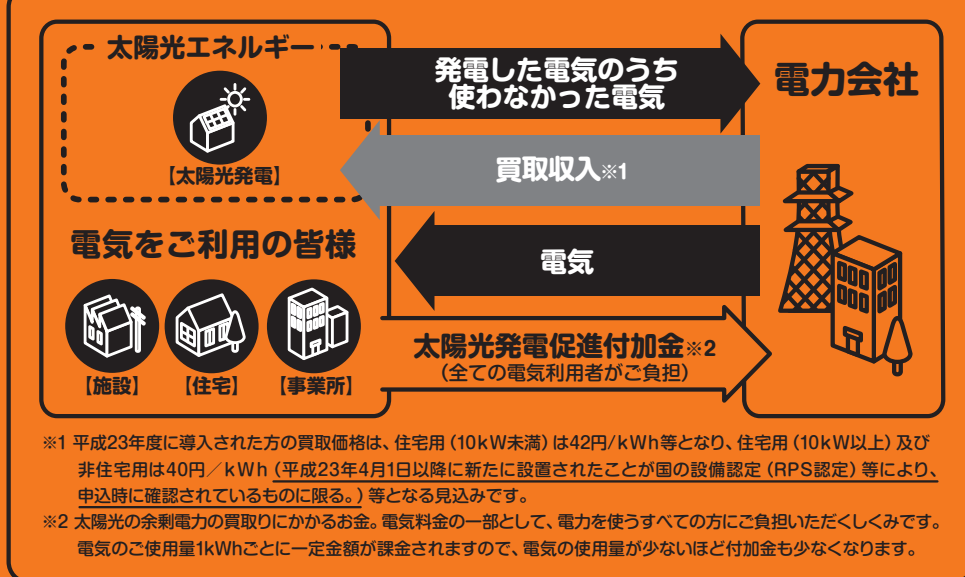 太陽光エネルギー
【太陽光発電】
発電した電気のうち
使わなかった電気
電力会社
買取収入※1
電気をご利用の皆様
電気
【施設】
【住宅】
【事業所】
太陽光発電促進付加金※2
(全ての電気利用者がご負担)
※1 平成23年度に導入された方の買取価格は、住宅用(10kW未満)は42円/kWh等となり、住宅用(10kW以上)及び
非住宅用は40円/kWh(平成23年4月1日以降に新たに設置されたことが国の設備認定(RPS認定)等により、
申込時に確認されているものに限る。)等となる見込みです。
※2 太陽光の余剰電力の買取りにかかるお金。電気料金の一部として、電力を使うすべての方にご負担いただくしくみです。
電気のご使用量1kWhごとに一定金額が課金されますので、電気の使用量が少ないほど付加金も少なくなります。